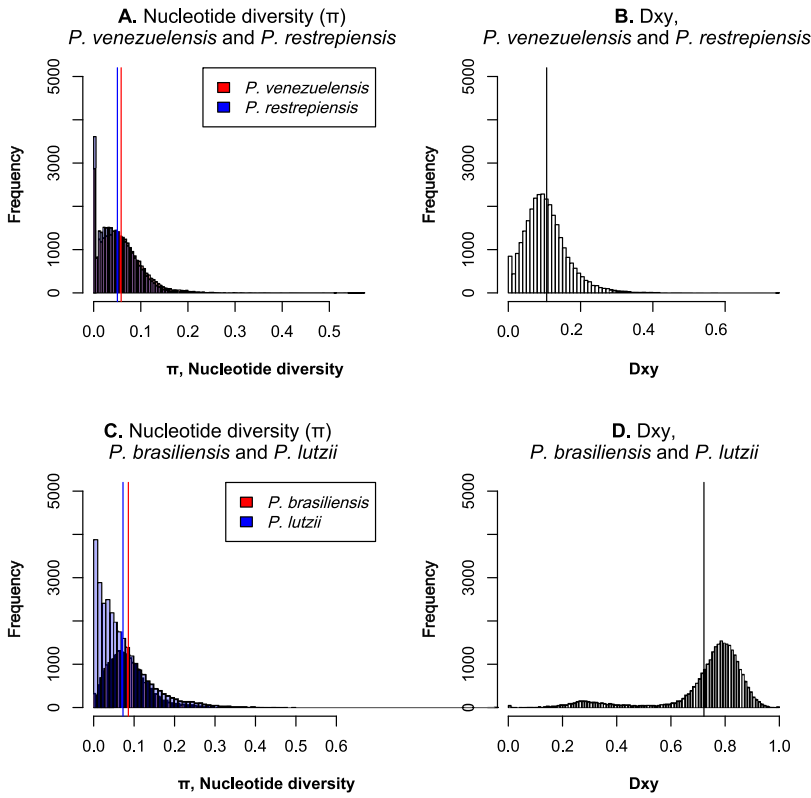 A. Nucleotide diversity (π)
P. venezuelensis and P. restrepiensis
5000
3000
1000
0
Frequency
P. venezuelensis
P. restrepiensis
0.0 0.1 0.2 0.3 0.4 0.5
π, Nucleotide diversity
B. Dxy,
P. venezuelensis and P. restrepiensis
5000
3000
1000
0
Frequency
0.0 0.2 0.4 0.6
Dxy
C. Nucleotide diversity (π)
P. brasiliensis and P. lutzii
5000
3000
1000
0
Frequency
P. brasiliensis
P. lutzii
0.0 0.1 0.2 0.3 0.4 0.5 0.6
π, Nucleotide diversity
D. Dxy,
P. brasiliensis and P. lutzii
5000
3000
1000
0
Frequency
0.0 0.2 0.4 0.6 0.8 1.0
Dxy